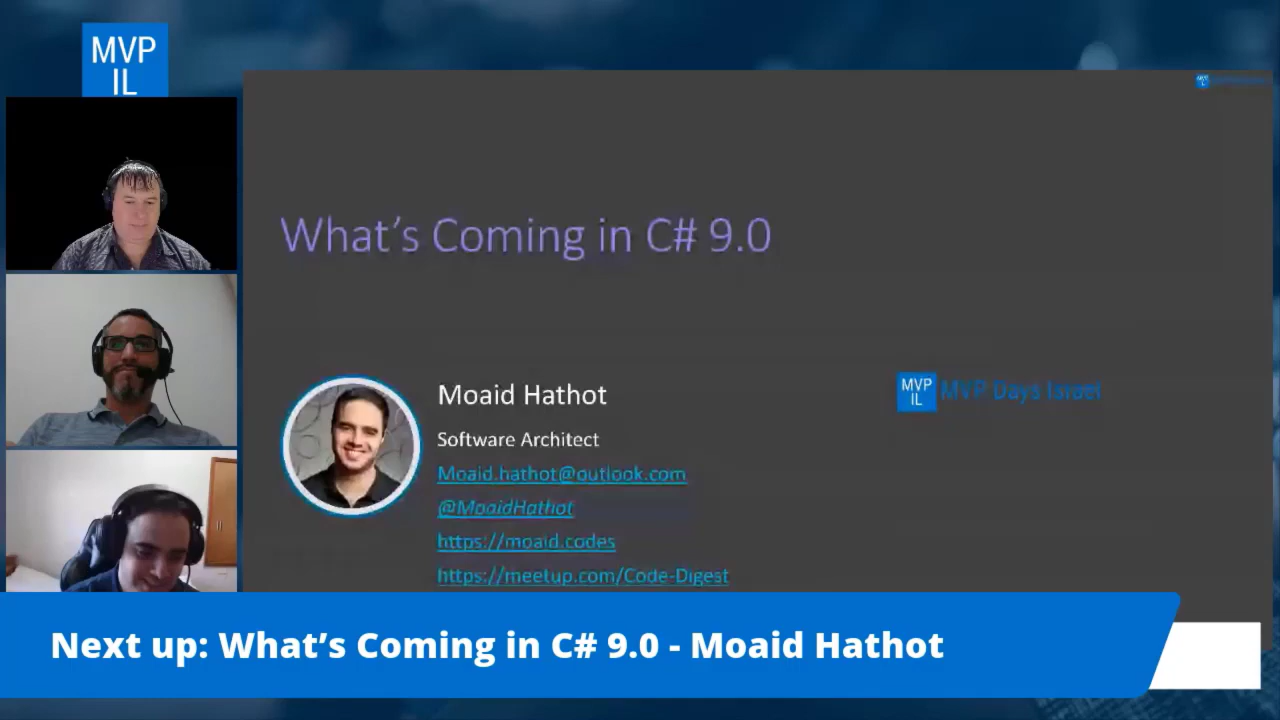 MVP
IL
What's Coming in C# 9.0
Moaid Hathot
Software Architect
Moaid.hathot@outlook.com
@MoaidHathot
https://moaid.codes
https://meetup.com/Code-Digest
MVP
IL
MVP Days Israel
Next up: What’s Coming in C# 9.0 - Moaid Hathot